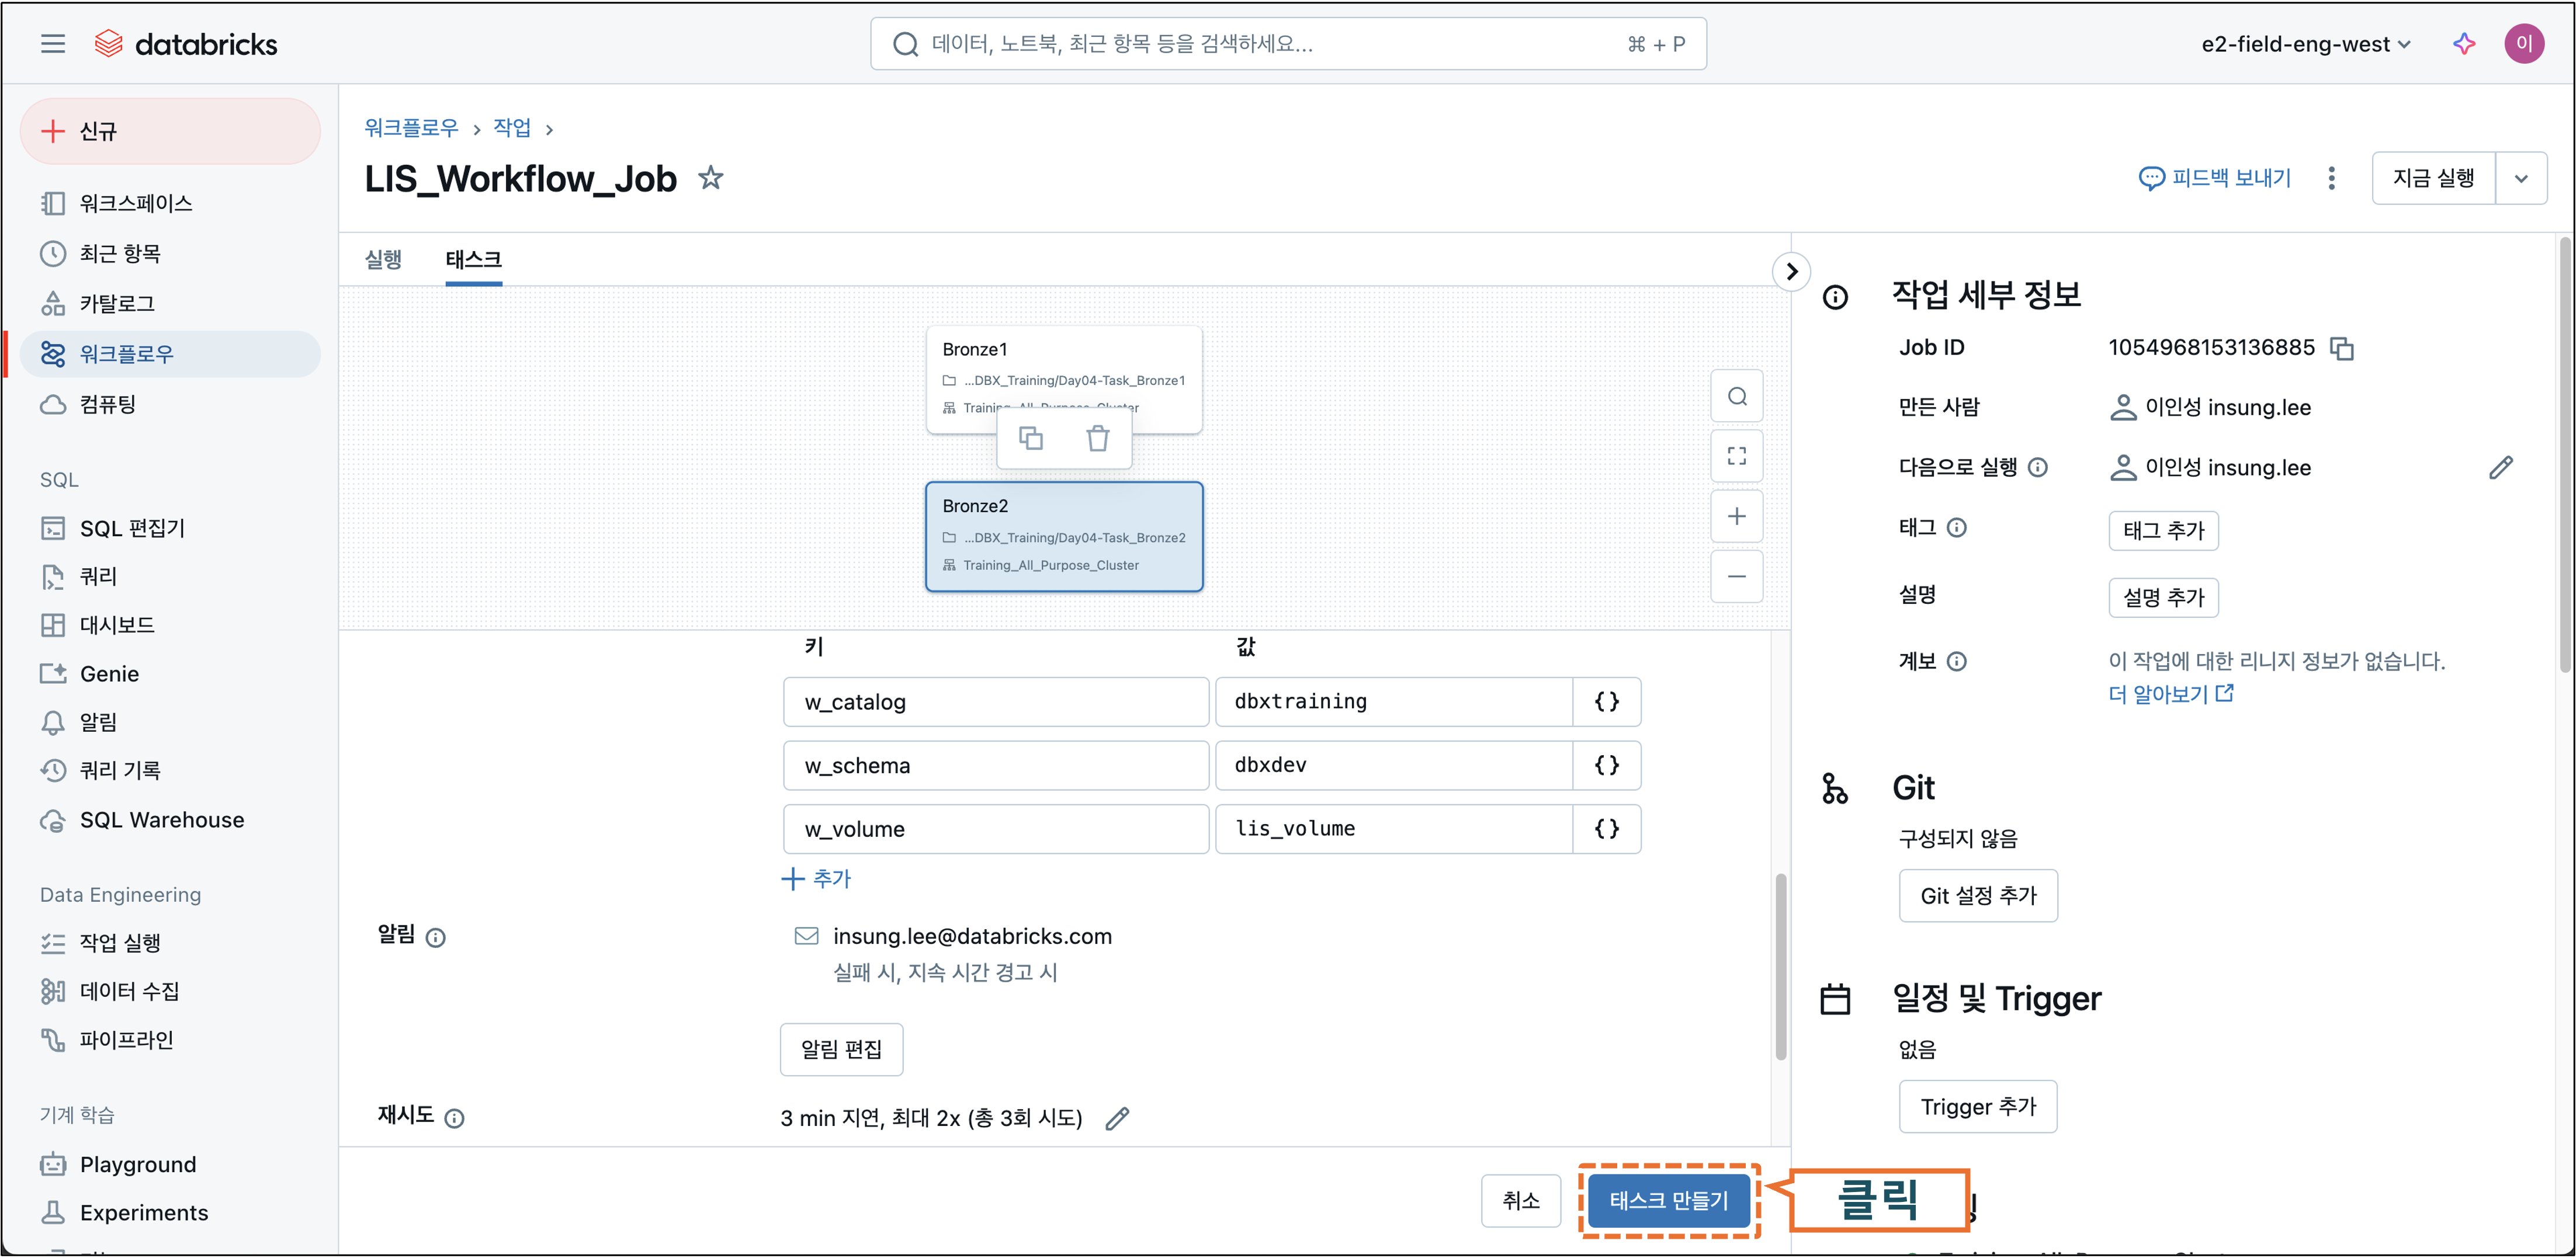 databricks
데이터, 노트북, 최근 항목 등을 검색하세요...
⌘ + P
e2-field-eng-west
이
신규
워크스페이스
최근 항목
카탈로그
워크플로우
컴퓨팅
SQL
SQL 편집기
쿼리
대시보드
Genie
알림
쿼리 기록
SQL Warehouse
Data Engineering
작업 실행
데이터 수집
파이프라인
기계 학습
Playground
Experiments
워크플로우 › 작업 ›
LIS_Workflow_Job
피드백 보내기
지금 실행
실행
태스크
Bronze1
...DBX_Training/Day04-Task_Bronze1
Training_All_Purpose_Cluster
Bronze2
...DBX_Training/Day04-Task_Bronze2
Training_All_Purpose_Cluster
키 값
w_catalog dbxtraining {}
w_schema dbxdev {}
w_volume lis_volume {}
+ 추가
알림
insung.lee@databricks.com
실패 시, 지속 시간 경고 시
알림 편집
재시도
3 min 지연, 최대 2x (총 3회 시도)
취소
태스크 만들기
클릭
작업 세부 정보
Job ID 1054968153136885
만든 사람 이인성 insung.lee
다음으로 실행 이인성 insung.lee
태그 태그 추가
설명 설명 추가
계보 이 작업에 대한 리니지 정보가 없습니다.
더 알아보기
Git
구성되지 않음
Git 설정 추가
일정 및 Trigger
없음
Trigger 추가